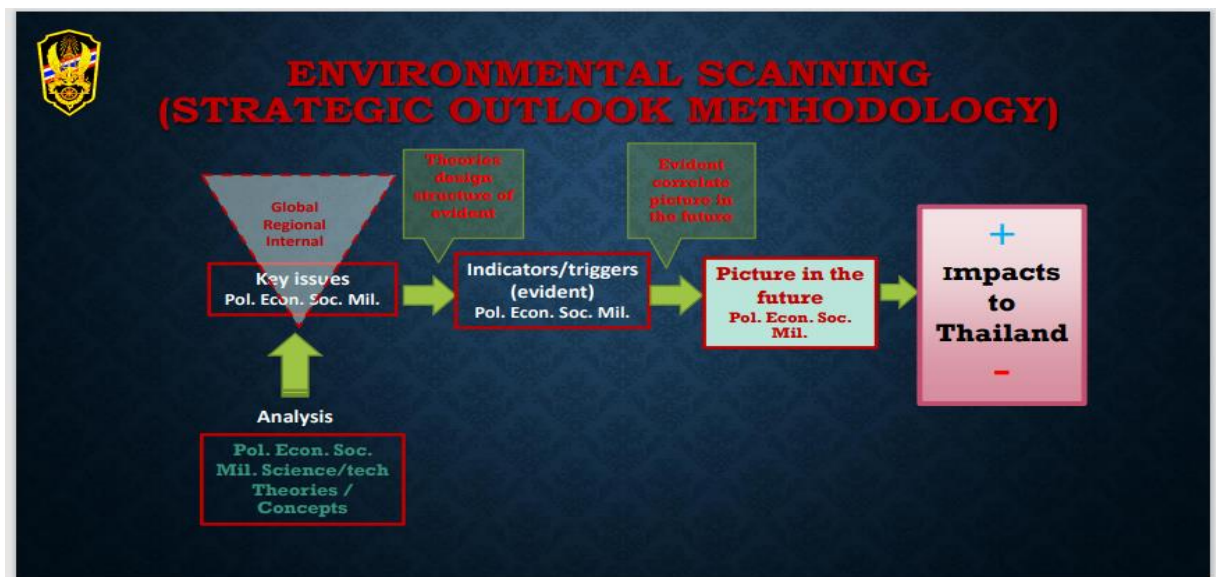 ENVIRONMENTAL SCANNING
(STRATEGIC OUTLOOK METHODOLOGY)
Global
Regional
Internal
Key issues
Pol. Econ. Soc. Mil.
Analysis
Pol. Econ. Soc.
Mil. Science/tech
Theories /
Concepts
Theories
design
structure of
evident
Indicators/triggers
(evident)
Pol. Econ. Soc. Mil.
Evident
correlate
picture in
the future
Picture in the
future
Pol. Econ. Soc.
Mil.
+
Impacts
to
Thailand
-